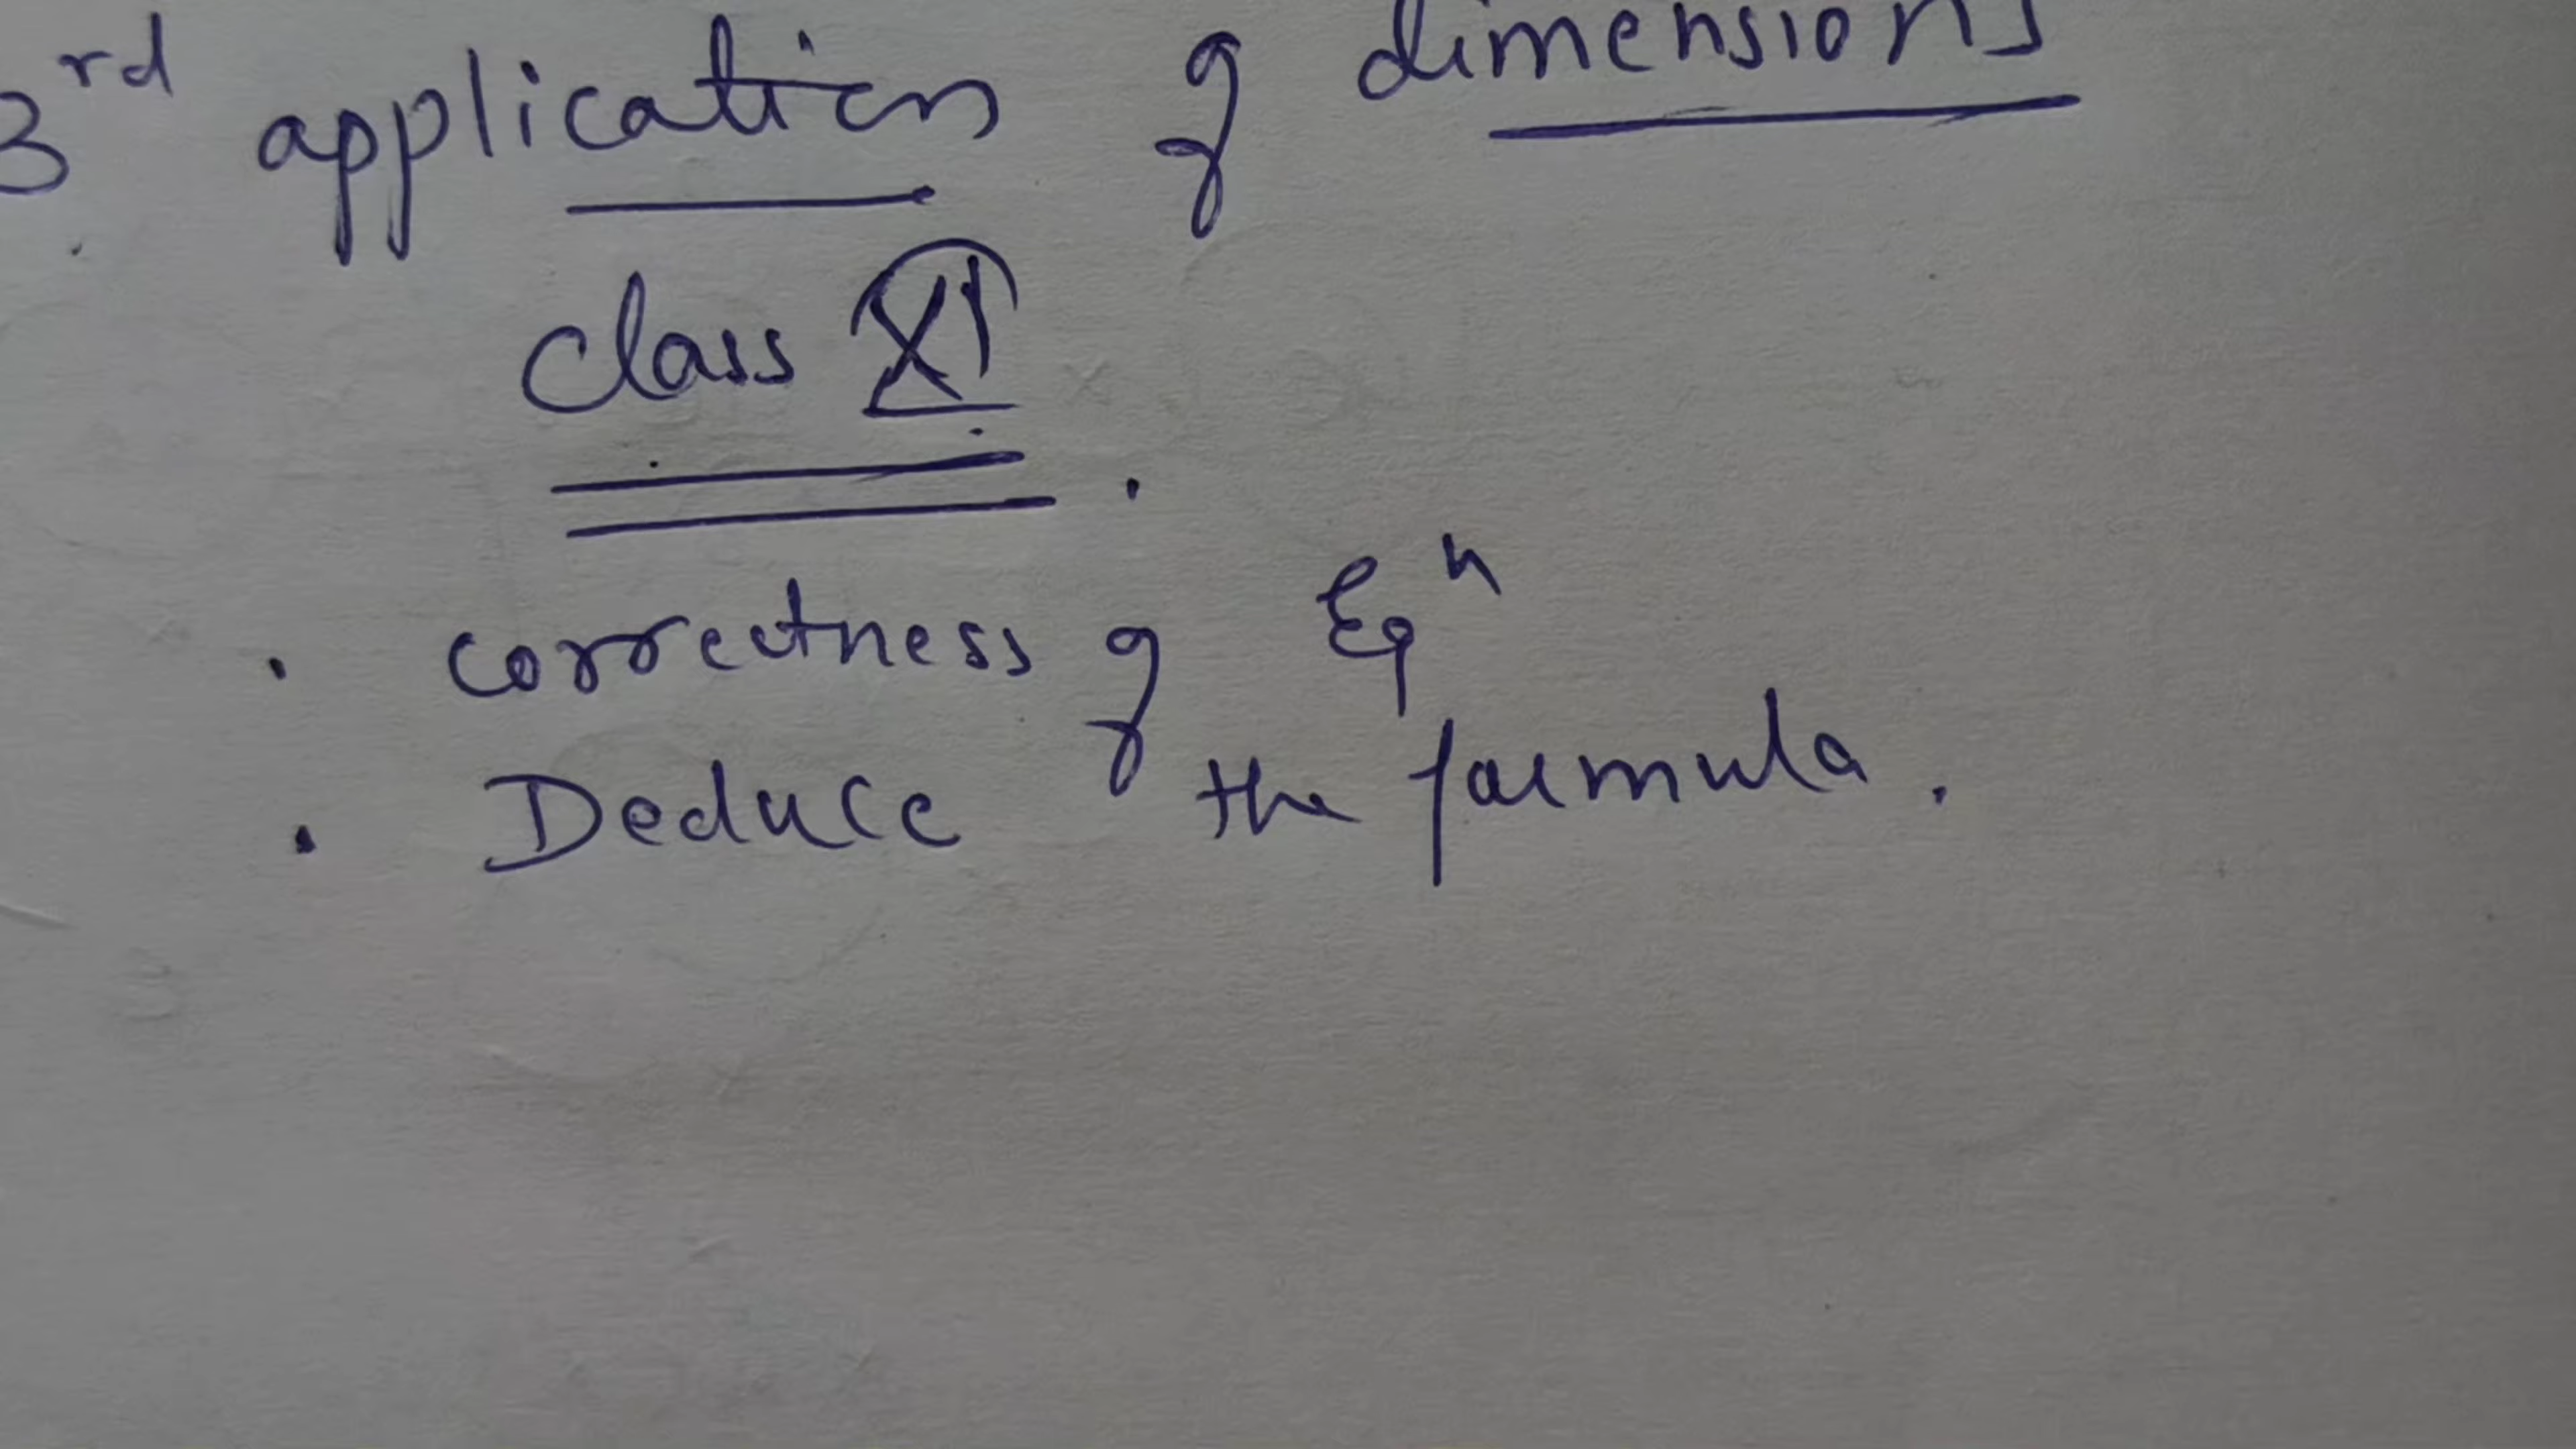 3rd application of dimensions
class XI
. correctness of Eqn
. Deduce the formula.